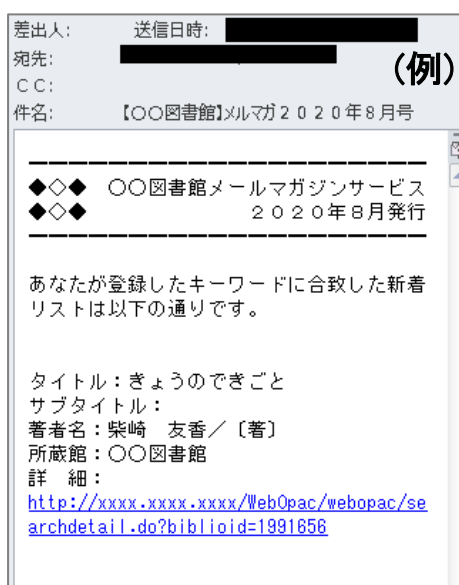 差出人: 送信日時:
宛先:
(例)
CC:
件名: 【○○図書館】メルマガ2020年8月号
◆◇◆ ○○図書館メールマガジンサービス
◆◇◆ 2020年8月発行
あなたが登録したキーワードに合致した新着
リストは以下の通りです。
タイトル:きょうのできごと
サブタイトル:
著者名:柴崎 友香/〔著〕
所蔵館:○○図書館
詳 細:
http://xxxx.xxxx.xxxx/WebOpac/webopac/se
archdetail.do?biblioid=1991656